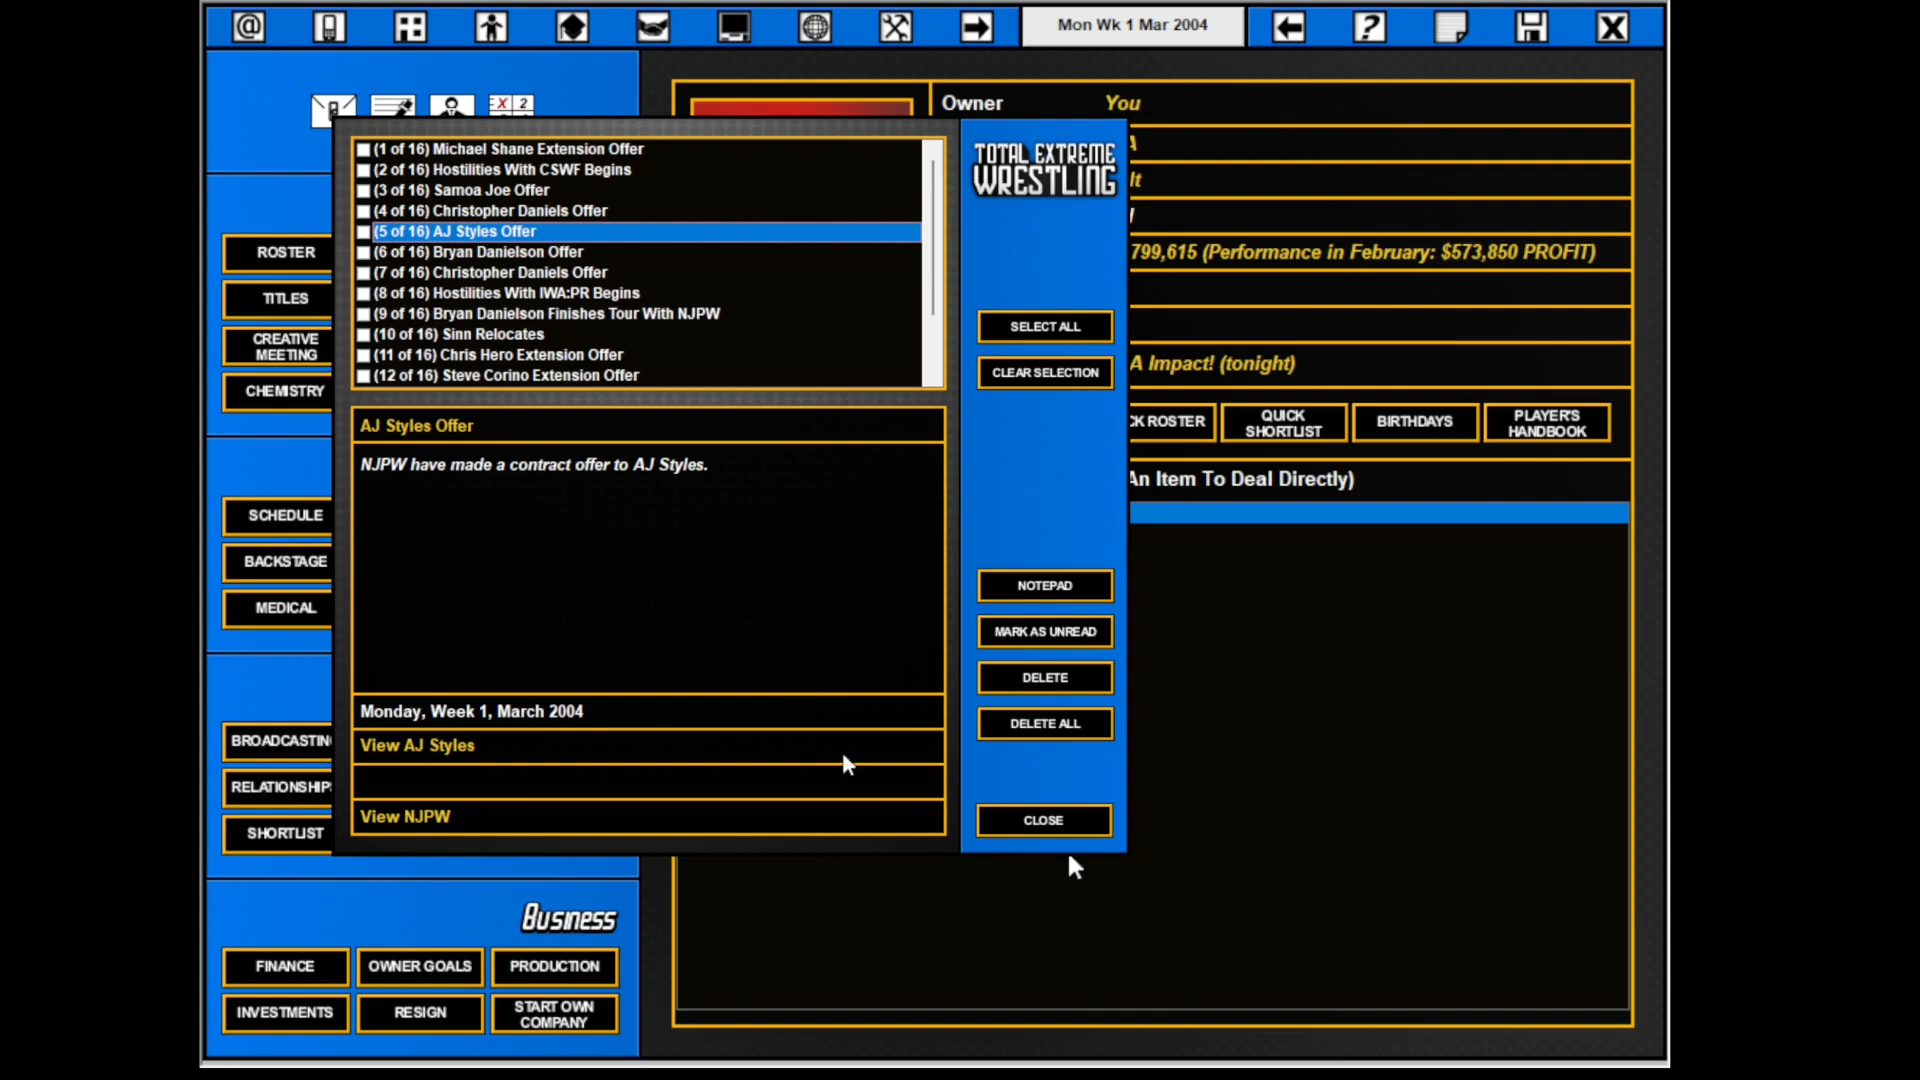 @
?
X
Mon Wk 1 Mar 2004
X 2
Owner You
A
(1 of 16) Michael Shane Extension Offer
(2 of 16) Hostilities With CSWF Begins
(3 of 16) Samoa Joe Offer
(4 of 16) Christopher Daniels Offer
(5 of 16) AJ Styles Offer
(6 of 16) Bryan Danielson Offer
(7 of 16) Christopher Daniels Offer
(8 of 16) Hostilities With IWA:PR Begins
(9 of 16) Bryan Danielson Finishes Tour With NJPW
(10 of 16) Sinn Relocates
(11 of 16) Chris Hero Extension Offer
(12 of 16) Steve Corino Extension Offer
TOTAL EXTREME
WRESTLING
lt
SELECT ALL
CLEAR SELECTION
NOTEPAD
MARK AS UNREAD
DELETE
DELETE ALL
CLOSE
AJ Styles Offer
NJPW have made a contract offer to AJ Styles.
Monday, Week 1, March 2004
View AJ Styles
View NJPW
799,615 (Performance in February: $573,850 PROFIT)
A Impact! (tonight)
CK ROSTER
QUICK
SHORTLIST
BIRTHDAYS
PLAYER'S
HANDBOOK
An Item To Deal Directly)
ROSTER
TITLES
CREATIVE
MEETING
CHEMISTRY
SCHEDULE
BACKSTAGE
MEDICAL
BROADCASTIN
RELATIONSHIP
SHORTLIST
Business
FINANCE
OWNER GOALS
PRODUCTION
INVESTMENTS
RESIGN
START OWN
COMPANY